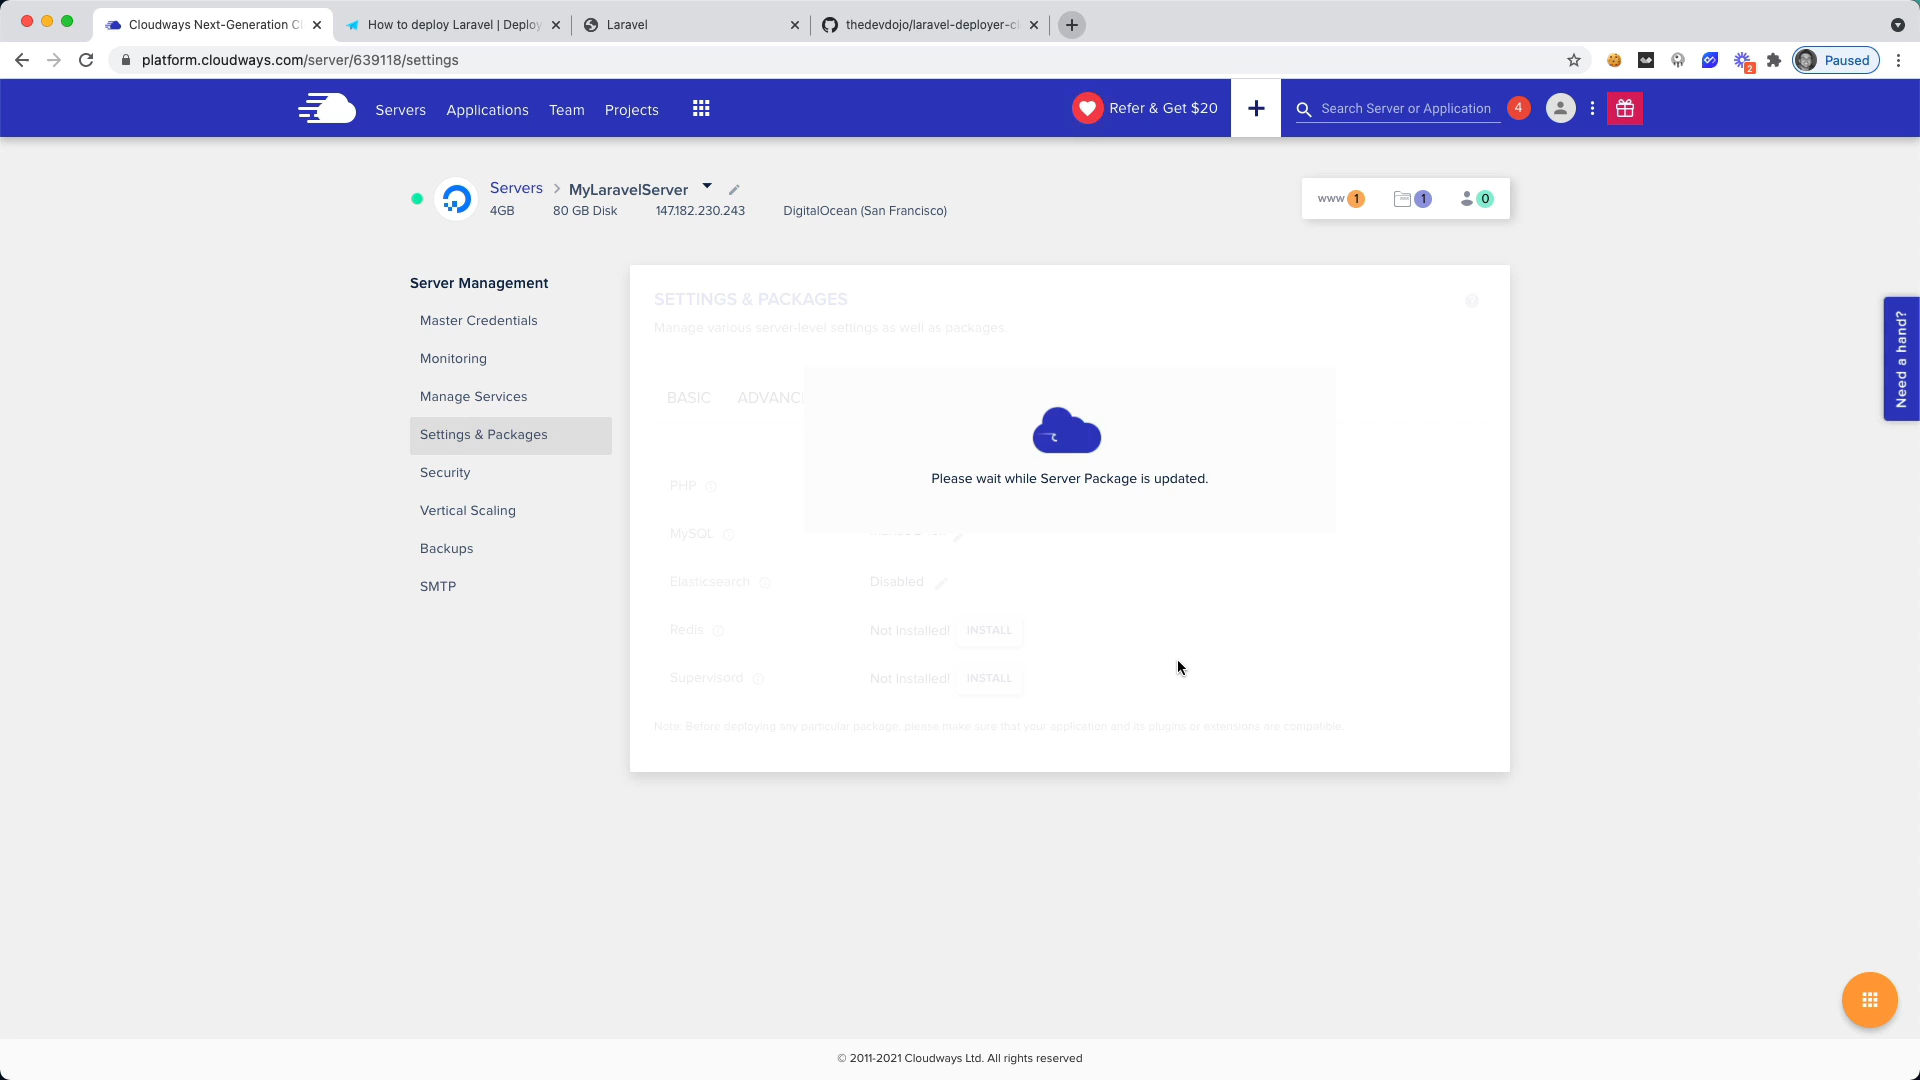 Cloudways Next-Generation C
How to deploy Laravel | Deploy
Laravel
thedevdojo/laravel-deployer-c
platform.cloudways.com/server/639118/settings
2
Paused
Servers
Applications
Team
Projects
Refer & Get $20
Search Server or Application
4
Servers > MyLaravelServer
4GB
80 GB Disk
147.182.230.243
DigitalOcean (San Francisco)
www 1
1
0
Server Management
Master Credentials
Monitoring
Manage Services
Settings & Packages
Security
Vertical Scaling
Backups
SMTP
SETTINGS & PACKAGES
Manage various server-level settings as well as packages.
BASIC
ADVANC
Please wait while Server Package is updated.
PHP
MySQL
Elasticsearch
Disabled
Redis
Not Installed!
INSTALL
Supervisord
Not Installed!
INSTALL
Note: Before deploying any particular package, please make sure that your application and its plugins or extensions are compatible.
Need a hand?
© 2011-2021 Cloudways Ltd. All rights reserved